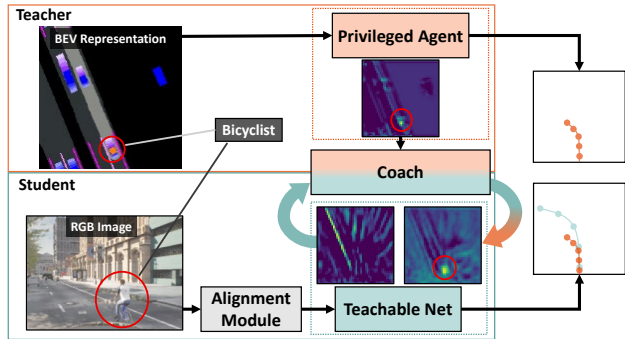 Teacher
BEV Representation
Privileged Agent
Bicyclist
Coach
Student
RGB Image
Alignment
Module
Teachable Net